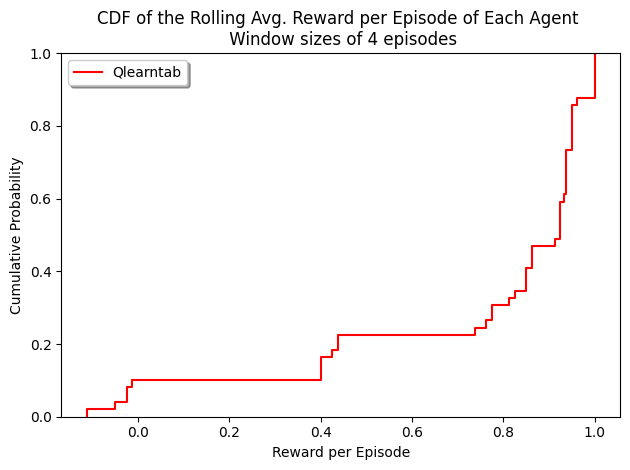 CDF of the Rolling Avg. Reward per Episode of Each Agent
Window sizes of 4 episodes
Qlearntab
1.0
0.8
0.6
0.4
0.2
0.0
Cumulative Probability
0.0 0.2 0.4 0.6 0.8 1.0
Reward per Episode